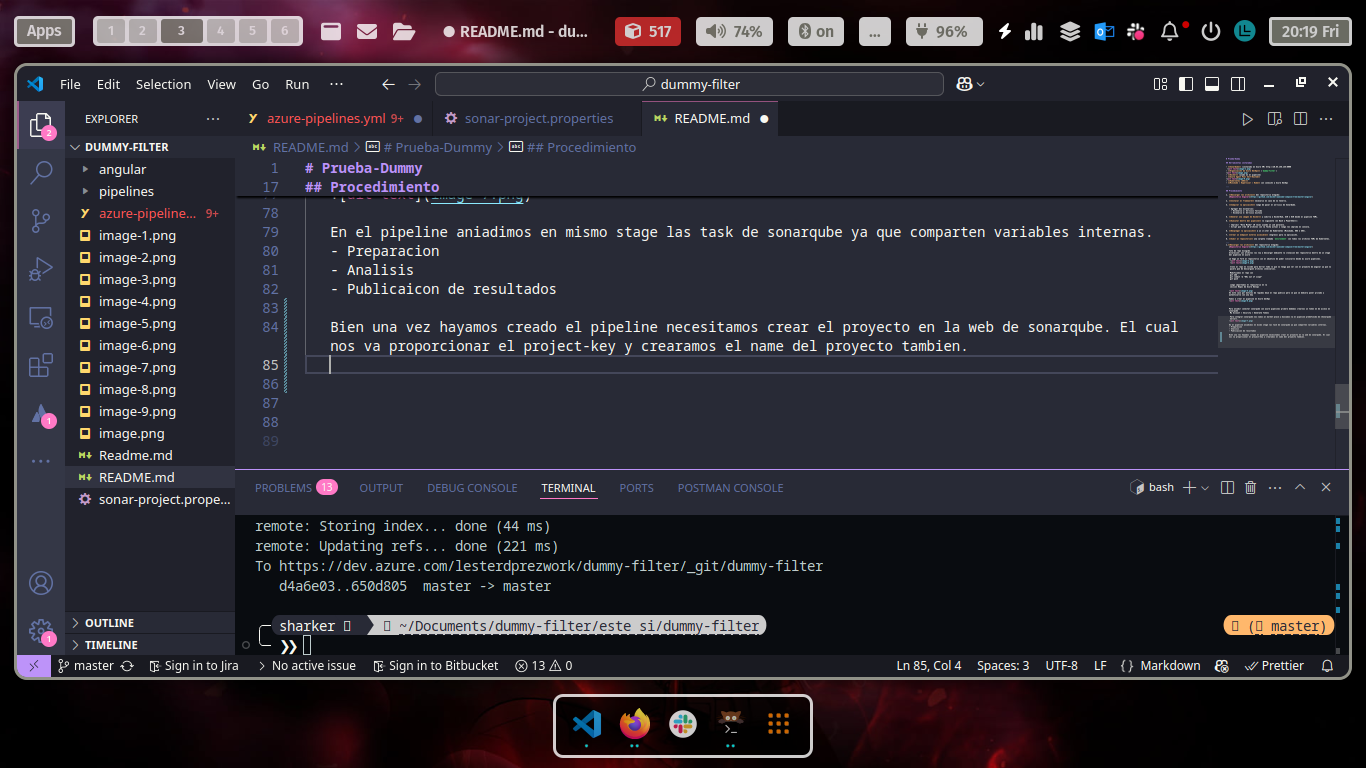 Apps
1 2 3 4 5 6
README.md - du...
517
74%
on
...
96%
20:19 Fri
File Edit Selection View Go Run ...
dummy-filter
EXPLORER
azure-pipelines.yml 9+
sonar-project.properties
README.md
DUMMY-FILTER
README.md > # Prueba-Dummy > ## Procedimiento
angular
pipelines
azure-pipeline... 9+
image-1.png
image-2.png
image-3.png
image-4.png
image-5.png
image-6.png
image-7.png
image-8.png
image-9.png
image.png
Readme.md
README.md
sonar-project.prope...
OUTLINE
TIMELINE
1 # Prueba-Dummy
17 ## Procedimiento
78
79 En el pipeline aniadimos en mismo stage las task de sonarqube ya que comparten variables internas.
80 - Preparacion
81 - Analisis
82 - Publicaicon de resultados
83
84 Bien una vez hayamos creado el pipeline necesitamos crear el proyecto en la web de sonarqube. El cual
nos va proporcionar el project-key y crearamos el name del proyecto tambien.
85
86
87
88
89
PROBLEMS 13 OUTPUT DEBUG CONSOLE TERMINAL PORTS POSTMAN CONSOLE
bash
remote: Storing index... done (44 ms)
remote: Updating refs... done (221 ms)
To https://dev.azure.com/lesterdprezwork/dummy-filter/_git/dummy-filter
d4a6e03..650d805 master -> master
sharker ~/Documents/dummy-filter/este si/dummy-filter
( master)
❯❯
2
1
1
master
Sign in to Jira
No active issue
Sign in to Bitbucket
13 0
Ln 85, Col 4
Spaces: 3
UTF-8
LF
{ } Markdown
Prettier